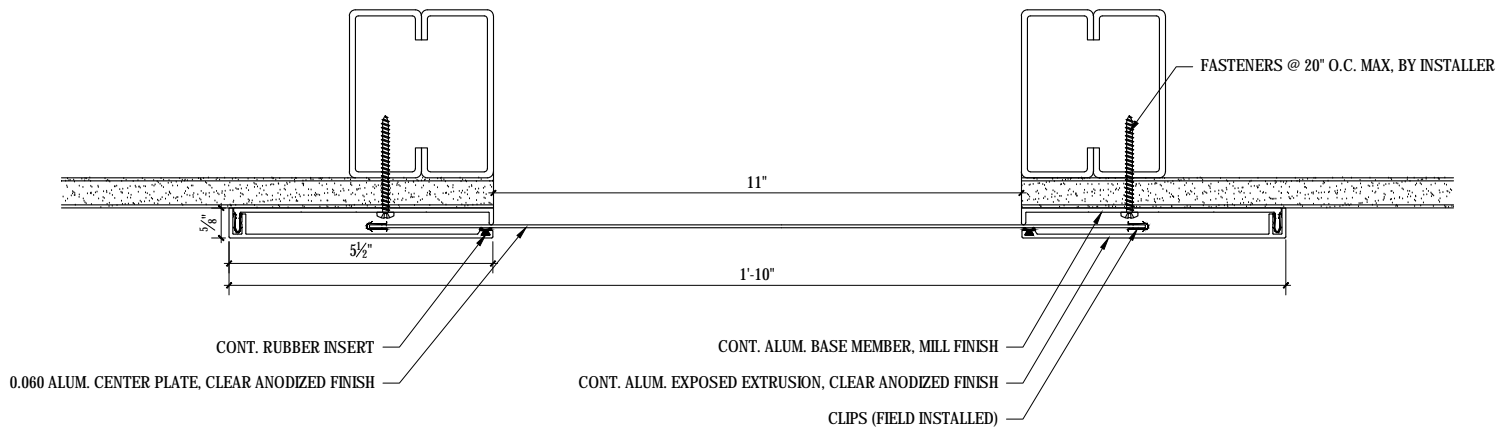 FASTENERS @ 20" O.C. MAX, BY INSTALLER
11"
5/8"
5½"
1'-10"
CONT. RUBBER INSERT
CONT. ALUM. BASE MEMBER, MILL FINISH
0.060 ALUM. CENTER PLATE, CLEAR ANODIZED FINISH
CONT. ALUM. EXPOSED EXTRUSION, CLEAR ANODIZED FINISH
CLIPS (FIELD INSTALLED)